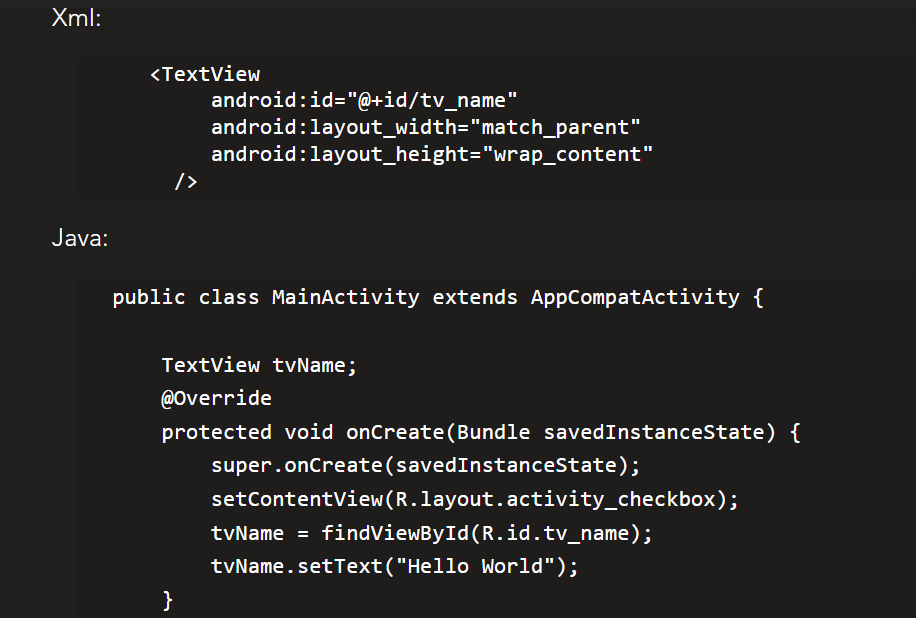 Xml:
<TextView
android:id="@+id/tv_name"
android:layout_width="match_parent"
android:layout_height="wrap_content"
/>
Java:
public class MainActivity extends AppCompatActivity {
TextView tvName;
@Override
protected void onCreate(Bundle savedInstanceState) {
super.onCreate(savedInstanceState);
setContentView(R.layout.activity_checkbox);
tvName = findViewById(R.id.tv_name);
tvName.setText("Hello World");
}